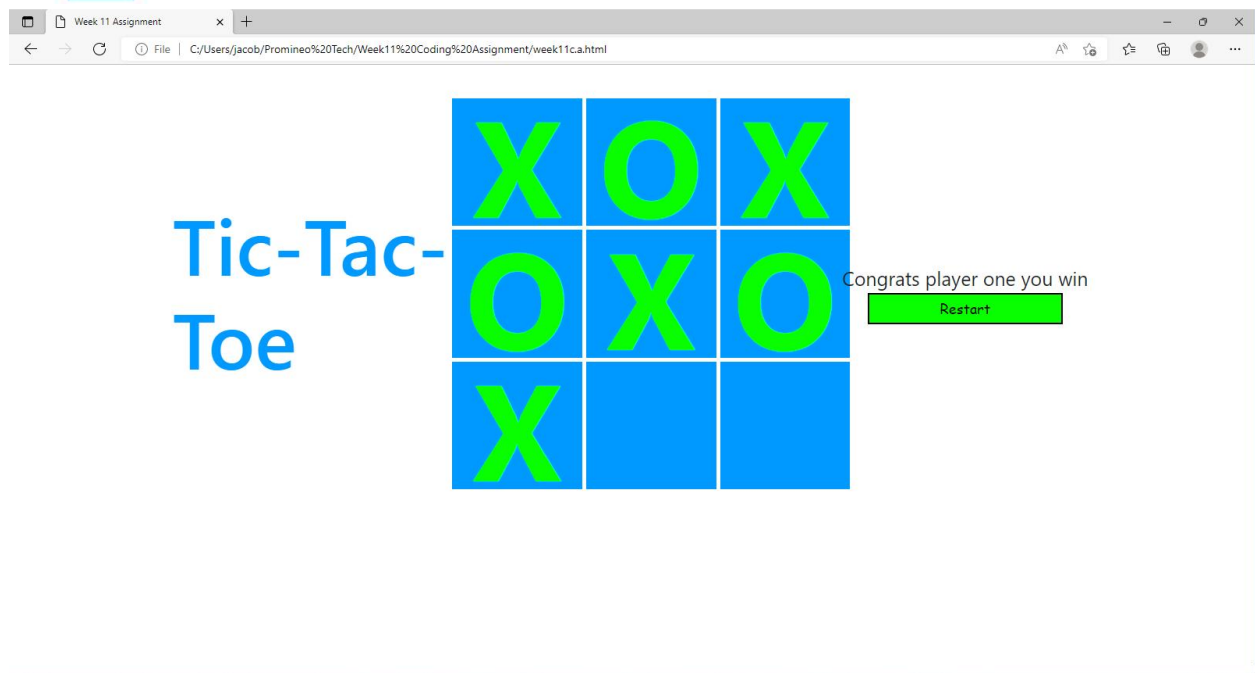 Week 11 Assignment
File | C:/Users/jacob/Promineo%20Tech/Week11%20Coding%20Assignment/week11c.a.html
Tic-Tac-
Toe
X O X
O X O
X
Congrats player one you win
Restart